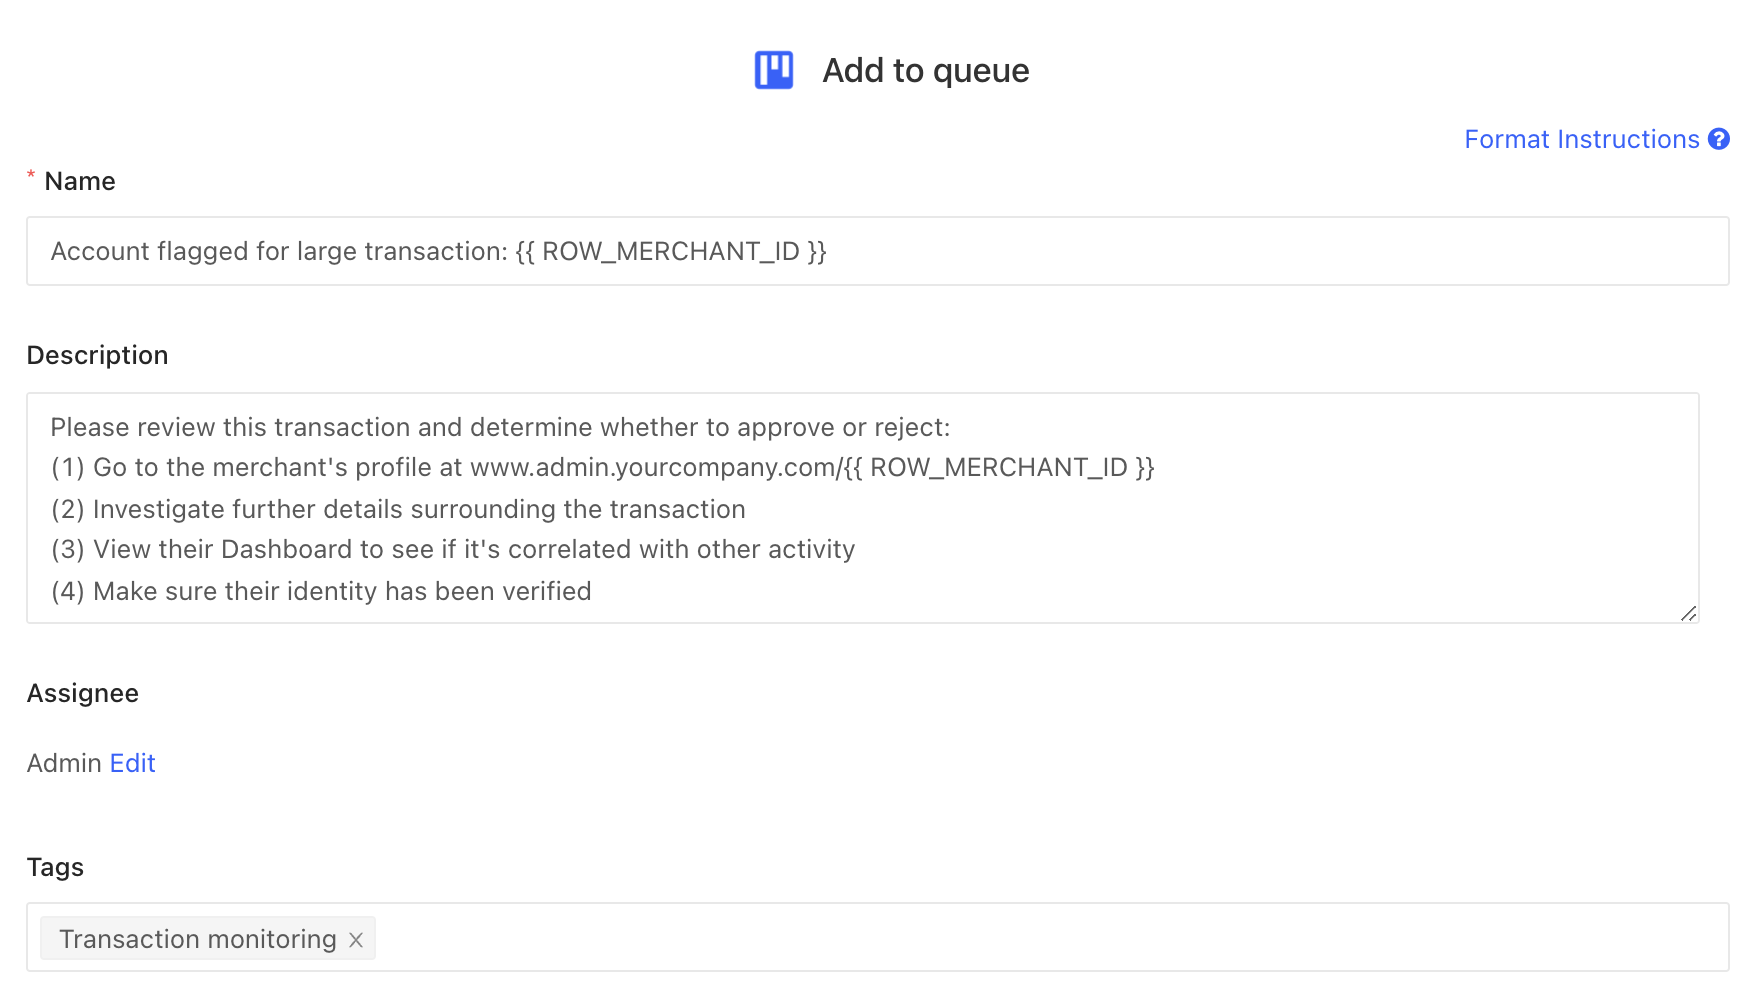 Add to queue
Format Instructions
* Name
Account flagged for large transaction: {{ ROW_MERCHANT_ID }}
Description
Please review this transaction and determine whether to approve or reject:
(1) Go to the merchant's profile at www.admin.yourcompany.com/{{ ROW_MERCHANT_ID }}
(2) Investigate further details surrounding the transaction
(3) View their Dashboard to see if it's correlated with other activity
(4) Make sure their identity has been verified
Assignee
Admin Edit
Tags
Transaction monitoring